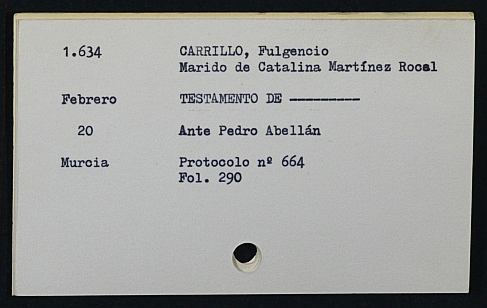 1.634 CARRILLO, Fulgencio
Marido de Catalina Martínez Rocal
Febrero TESTAMENTO DE ----------
20 Ante Pedro Abellán
Murcia Protocolo nº 664
Fol. 290